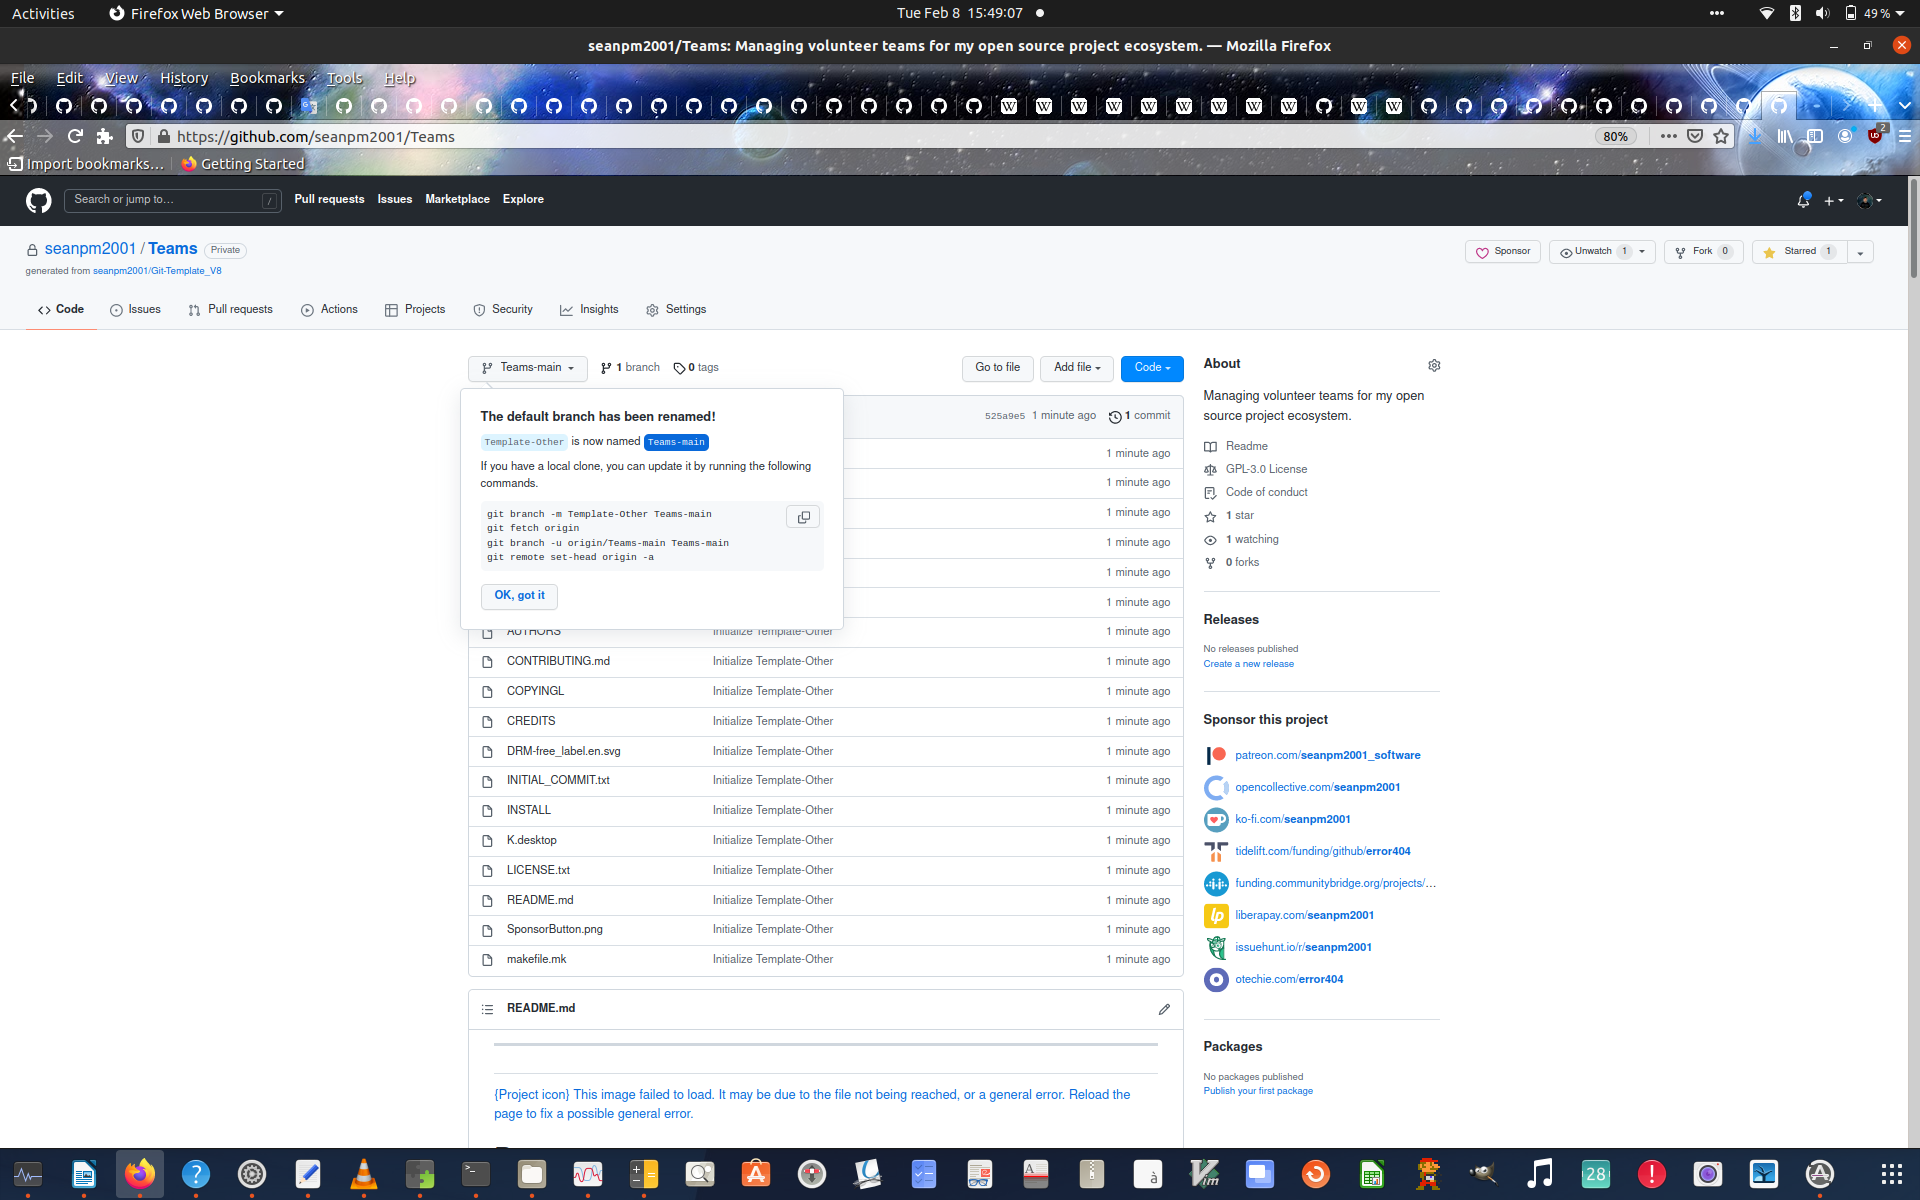 Activities
Firefox Web Browser
Tue Feb 8 15:49:07
49 %
seanpm2001/Teams: Managing volunteer teams for my open source project ecosystem. — Mozilla Firefox
File Edit View History Bookmarks Tools Help
https://github.com/seanpm2001/Teams
80%
2
Import bookmarks...
Getting Started
Search or jump to...
/
Pull requests Issues Marketplace Explore
seanpm2001 / Teams Private
generated from seanpm2001/Git-Template_V8
Sponsor
Unwatch 1
Fork 0
Starred 1
Code
Issues
Pull requests
Actions
Projects
Security
Insights
Settings
Teams-main
1 branch
0 tags
Go to file
Add file
Code
The default branch has been renamed!
Template-Other is now named Teams-main
If you have a local clone, you can update it by running the following
commands.
git branch -m Template-Other Teams-main
git fetch origin
git branch -u origin/Teams-main Teams-main
git remote set-head origin -a
OK, got it
525a9e5 1 minute ago 1 commit
1 minute ago
1 minute ago
1 minute ago
1 minute ago
1 minute ago
1 minute ago
AUTHORS Initialize Template-Other 1 minute ago
CONTRIBUTING.md Initialize Template-Other 1 minute ago
COPYINGL Initialize Template-Other 1 minute ago
CREDITS Initialize Template-Other 1 minute ago
DRM-free_label.en.svg Initialize Template-Other 1 minute ago
INITIAL_COMMIT.txt Initialize Template-Other 1 minute ago
INSTALL Initialize Template-Other 1 minute ago
K.desktop Initialize Template-Other 1 minute ago
LICENSE.txt Initialize Template-Other 1 minute ago
README.md Initialize Template-Other 1 minute ago
SponsorButton.png Initialize Template-Other 1 minute ago
makefile.mk Initialize Template-Other 1 minute ago
README.md
{Project icon} This image failed to load. It may be due to the file not being reached, or a general error. Reload the
page to fix a possible general error.
About
Managing volunteer teams for my open
source project ecosystem.
Readme
GPL-3.0 License
Code of conduct
1 star
1 watching
0 forks
Releases
No releases published
Create a new release
Sponsor this project
patreon.com/seanpm2001_software
opencollective.com/seanpm2001
ko-fi.com/seanpm2001
tidelift.com/funding/github/error404
funding.communitybridge.org/projects/...
liberapay.com/seanpm2001
issuehunt.io/r/seanpm2001
otechie.com/error404
Packages
No packages published
Publish your first package
28